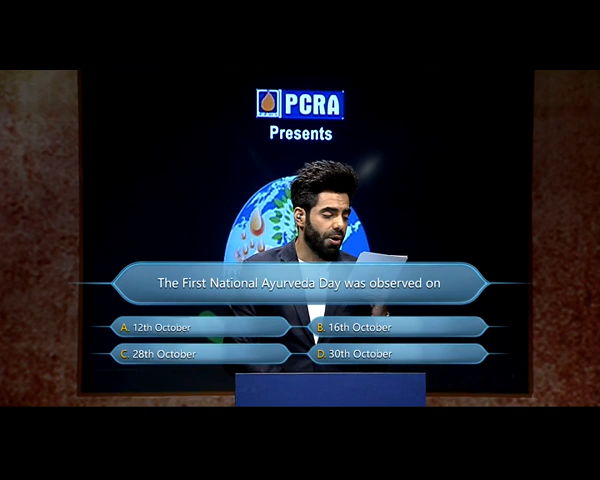 PCRA
Presents
The First National Ayurveda Day was observed on
A. 12th October
B. 16th October
C. 28th October
D. 30th October